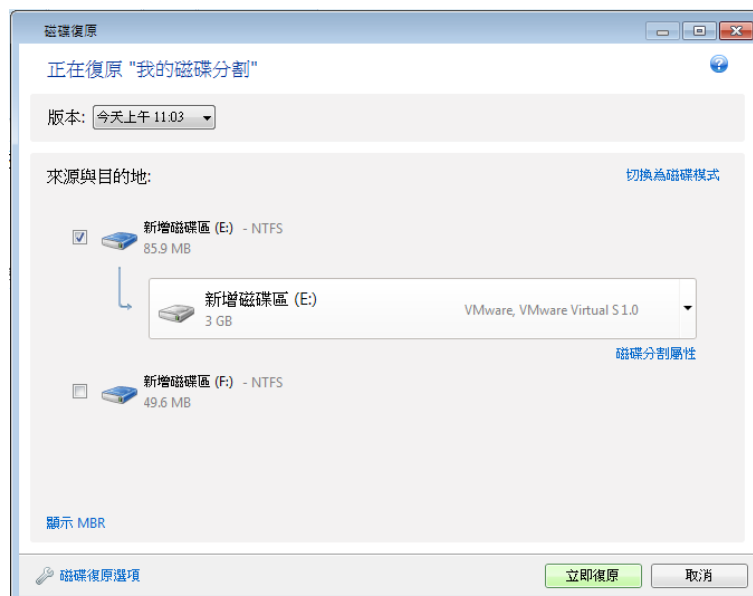 磁碟復原
正在復原 "我的磁碟分割"
版本: 今天上午 11:03
來源與目的地:
切換為磁碟模式
新增磁碟區 (E:) - NTFS
85.9 MB
新增磁碟區 (E:)
3 GB
VMware, VMware Virtual S 1.0
磁碟分割屬性
新增磁碟區 (F:) - NTFS
49.6 MB
顯示 MBR
磁碟復原選項
立即復原
取消